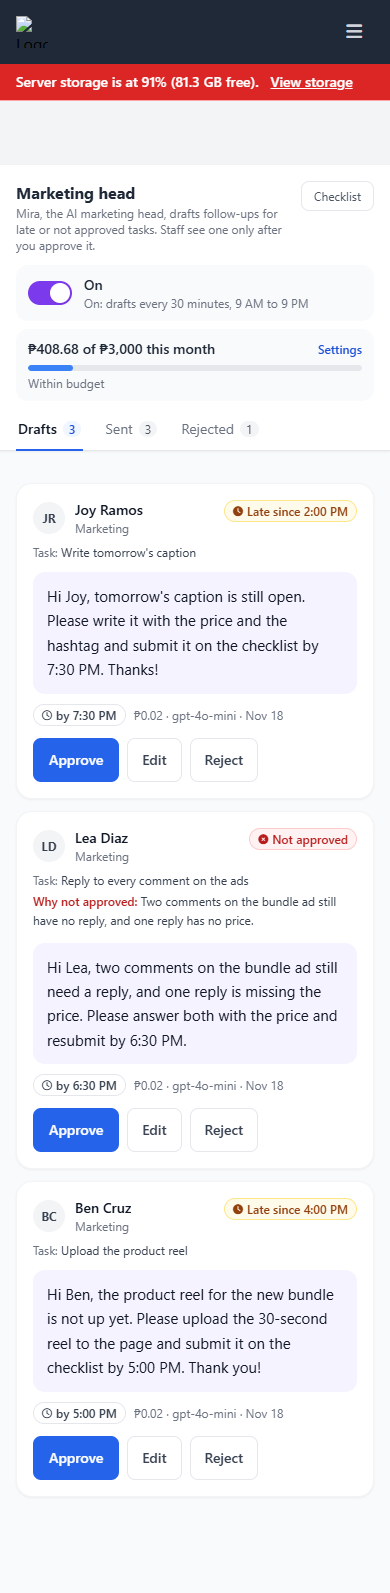 Logo
Server storage is at 91% (81.3 GB free). View storage
Marketing head
Checklist
Mira, the AI marketing head, drafts follow-ups for
late or not approved tasks. Staff see one only after
you approve it.
On
On: drafts every 30 minutes, 9 AM to 9 PM
₱408.68 of ₱3,000 this month
Settings
Within budget
Drafts 3 Sent 3 Rejected 1
JR
Joy Ramos
Marketing
Late since 2:00 PM
Task: Write tomorrow's caption
Hi Joy, tomorrow's caption is still open.
Please write it with the price and the
hashtag and submit it on the checklist by
7:30 PM. Thanks!
by 7:30 PM ₱0.02 · gpt-4o-mini · Nov 18
Approve Edit Reject
LD
Lea Diaz
Marketing
Not approved
Task: Reply to every comment on the ads
Why not approved: Two comments on the bundle ad still
have no reply, and one reply has no price.
Hi Lea, two comments on the bundle ad still
need a reply, and one reply is missing the
price. Please answer both with the price and
resubmit by 6:30 PM.
by 6:30 PM ₱0.02 · gpt-4o-mini · Nov 18
Approve Edit Reject
BC
Ben Cruz
Marketing
Late since 4:00 PM
Task: Upload the product reel
Hi Ben, the product reel for the new bundle
is not up yet. Please upload the 30-second
reel to the page and submit it on the
checklist by 5:00 PM. Thank you!
by 5:00 PM ₱0.02 · gpt-4o-mini · Nov 18
Approve Edit Reject